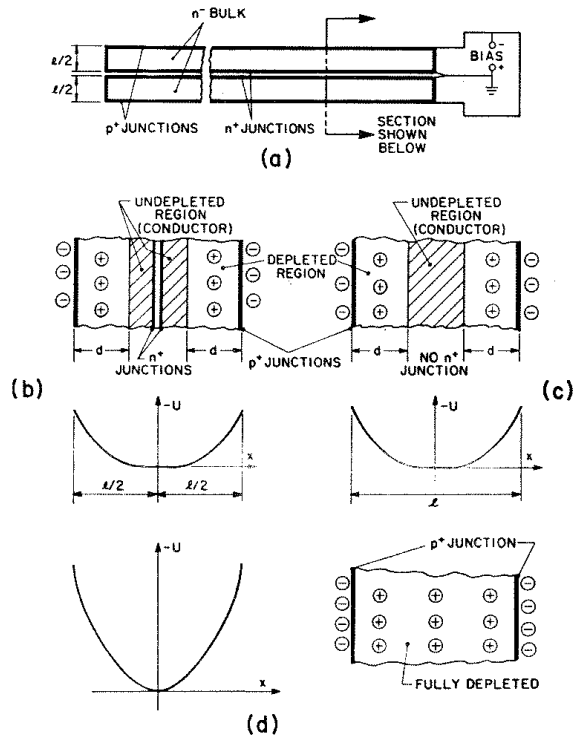 n⁻ BULK
ℓ/2
ℓ/2
BIAS
-
+
p⁺ JUNCTIONS
n⁺ JUNCTIONS
SECTION
SHOWN
BELOW
(a)
UNDEPLETED
REGION
(CONDUCTOR)
UNDEPLETED
REGION
(CONDUCTOR)
DEPLETED
REGION
d
n⁺
JUNCTIONS
d
p⁺ JUNCTIONS
d
NO n⁺
JUNCTION
d
(b)
(c)
-U
x
ℓ/2
ℓ/2
-U
x
ℓ
-U
x
p⁺ JUNCTION
FULLY DEPLETED
(d)